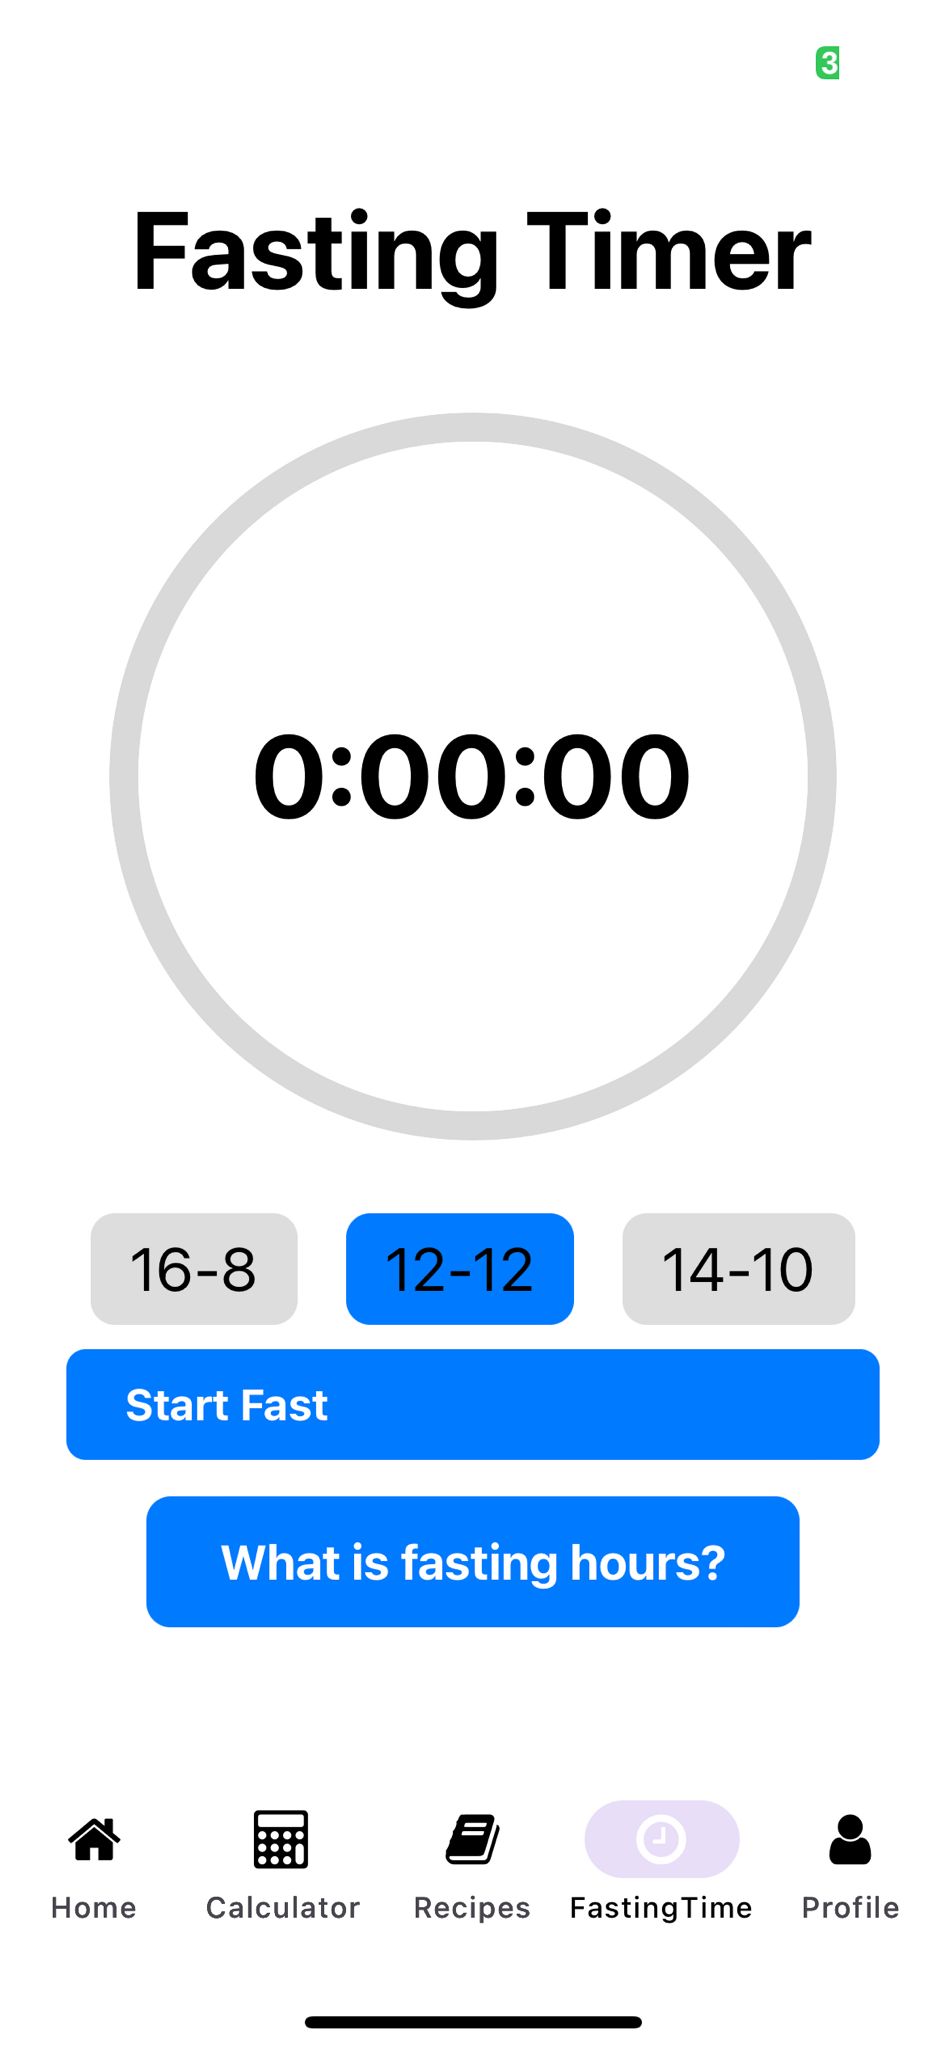 3
Fasting Timer
0:00:00
16-8 12-12 14-10
Start Fast
What is fasting hours?
Home Calculator Recipes FastingTime Profile